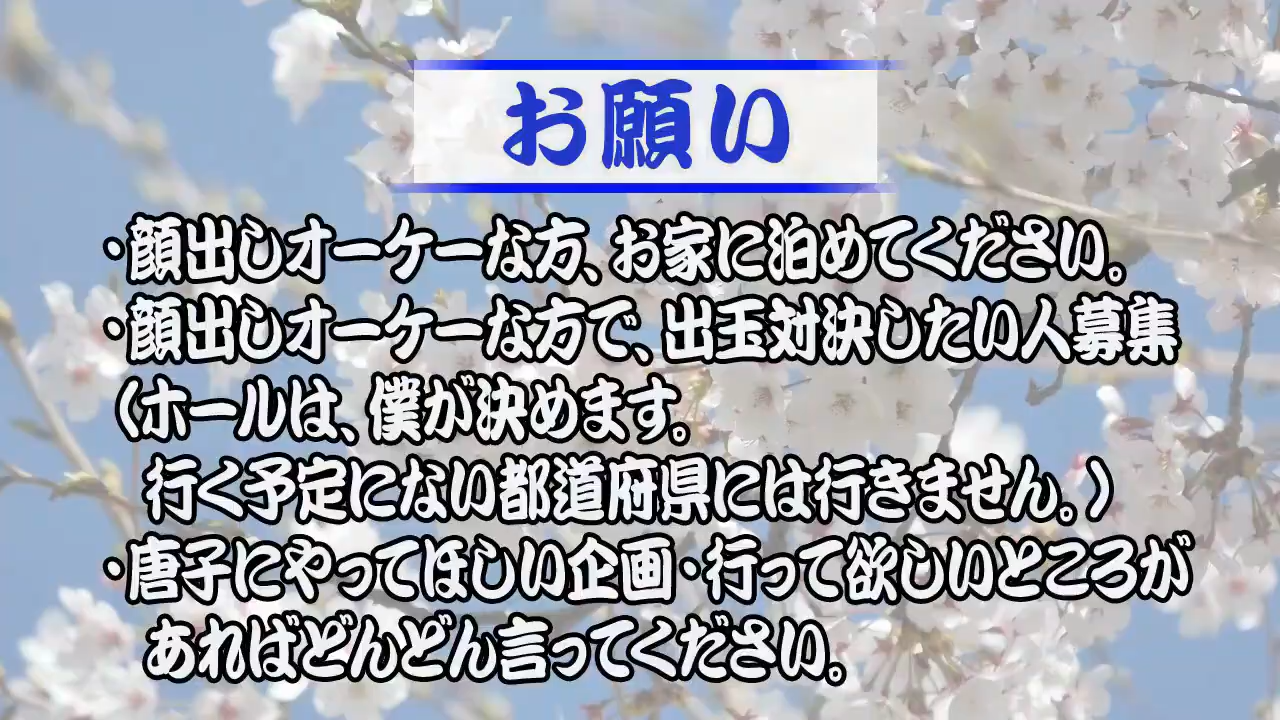 お願い
・顔出しオーケーな方、お家に泊めてください。
・顔出しオーケーな方で、出玉対決したい人募集
（ホールは、僕が決めます。
行く予定にない都道府県には行きません。）
・唐子にやってほしい企画・行って欲しいところが
あればどんどん言ってください。